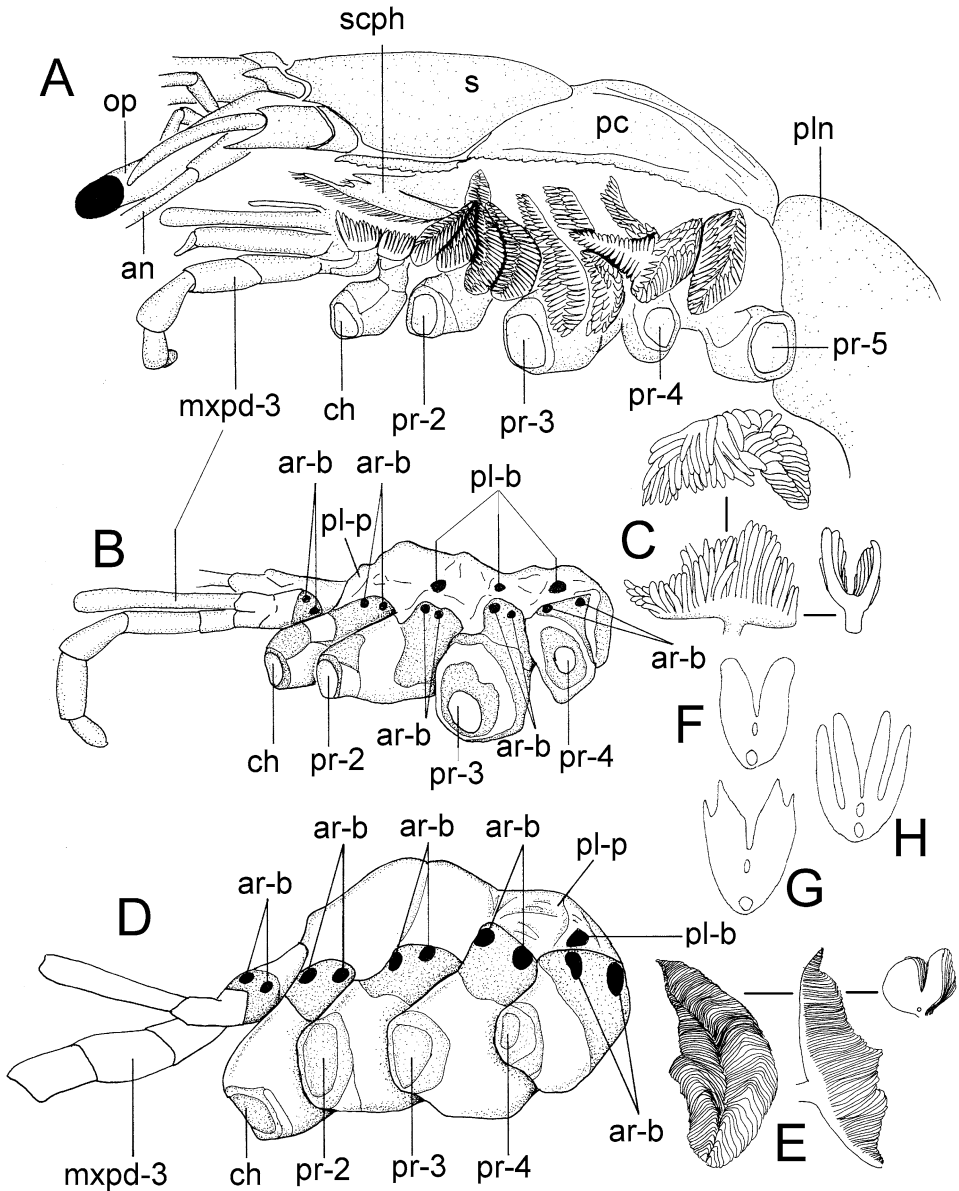 scph
A
s
op
pc
pln
an
pr-5
mxpd-3
ch
pr-2
pr-3
pr-4
ar-b ar-b
pl-b
pl-p
B
C
ar-b
ar-b
ar-b
ch
pr-2
pr-3
pr-4
F
H
G
ar-b
ar-b
ar-b
ar-b
pl-p
D
pl-b
E
ar-b
mxpd-3
ch
pr-2
pr-3
pr-4